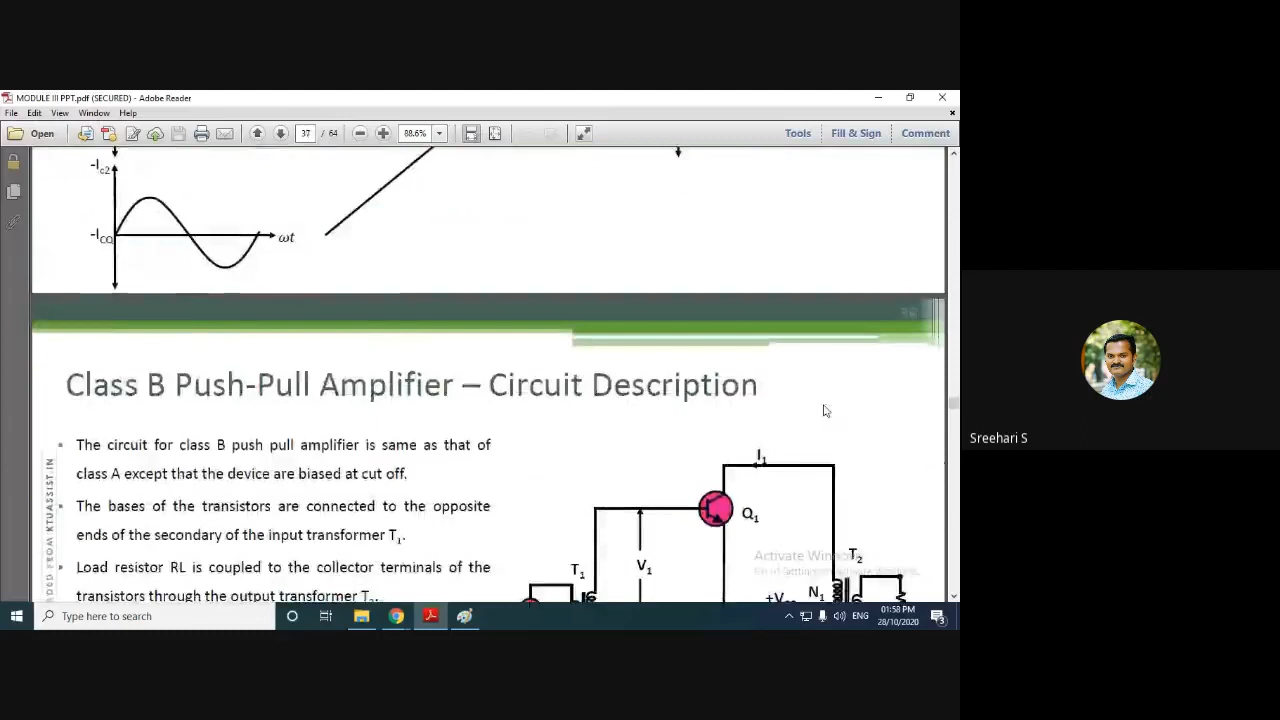 MODULE III PPT.pdf (SECURED) - Adobe Reader
File Edit View Window Help
Open 37 / 64 88.6% Tools Fill & Sign Comment
-Ic2
-ICQ
ωt
Class B Push-Pull Amplifier – Circuit Description
The circuit for class B push pull amplifier is same as that of
class A except that the device are biased at cut off.
The bases of the transistors are connected to the opposite
ends of the secondary of the input transformer T1.
Load resistor RL is coupled to the collector terminals of the
transistors through the output transformer
I1
Q1
V1
T1
T2
N1
DED FROM KTUASSIST.IN
Activate Windows
Type here to search
ENG
01:58 PM
28/10/2020
3
Sreehari S